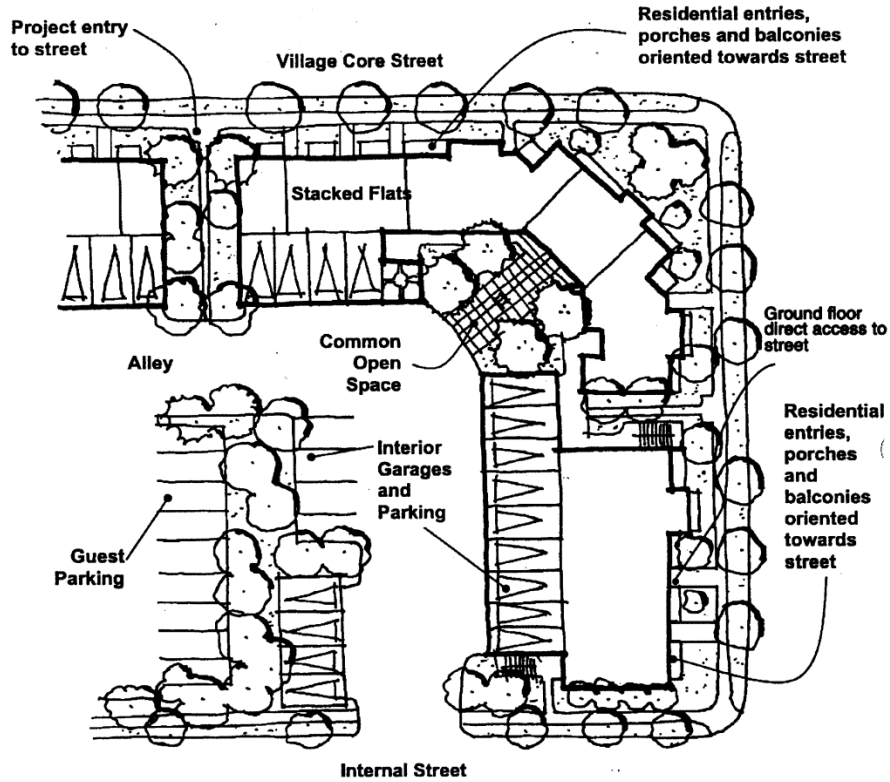 Project entry
to street
Village Core Street
Residential entries,
porches and balconies
oriented towards street
Stacked Flats
Ground floor
direct access to
street
Common
Open
Space
Alley
Residential
entries,
porches
and
balconies
oriented
towards
street
Interior
Garages
and
Parking
Guest
Parking
Internal Street